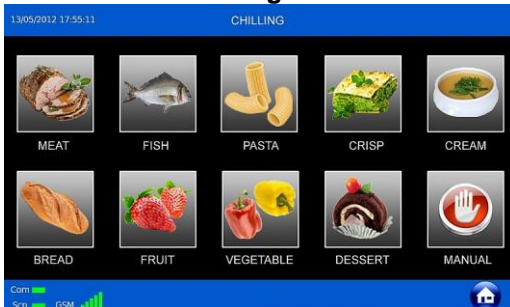 13/05/2012 17:55:11 CHILLING
MEAT FISH PASTA CRISP CREAM
BREAD FRUIT VEGETABLE DESSERT MANUAL
Com
Scp GSM